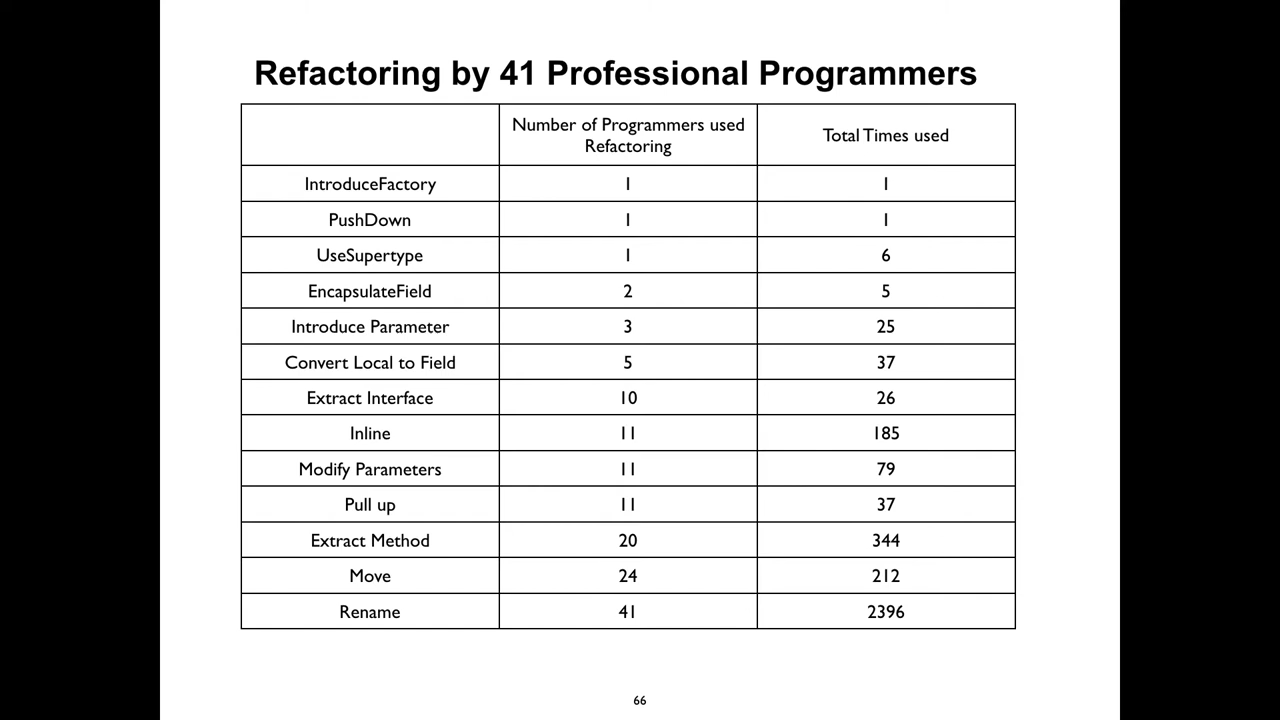 Refactoring by 41 Professional Programmers
Number of Programmers used
Refactoring
Total Times used
IntroduceFactory 1 1
PushDown 1 1
UseSupertype 1 6
EncapsulateField 2 5
Introduce Parameter 3 25
Convert Local to Field 5 37
Extract Interface 10 26
Inline 11 185
Modify Parameters 11 79
Pull up 11 37
Extract Method 20 344
Move 24 212
Rename 41 2396
66